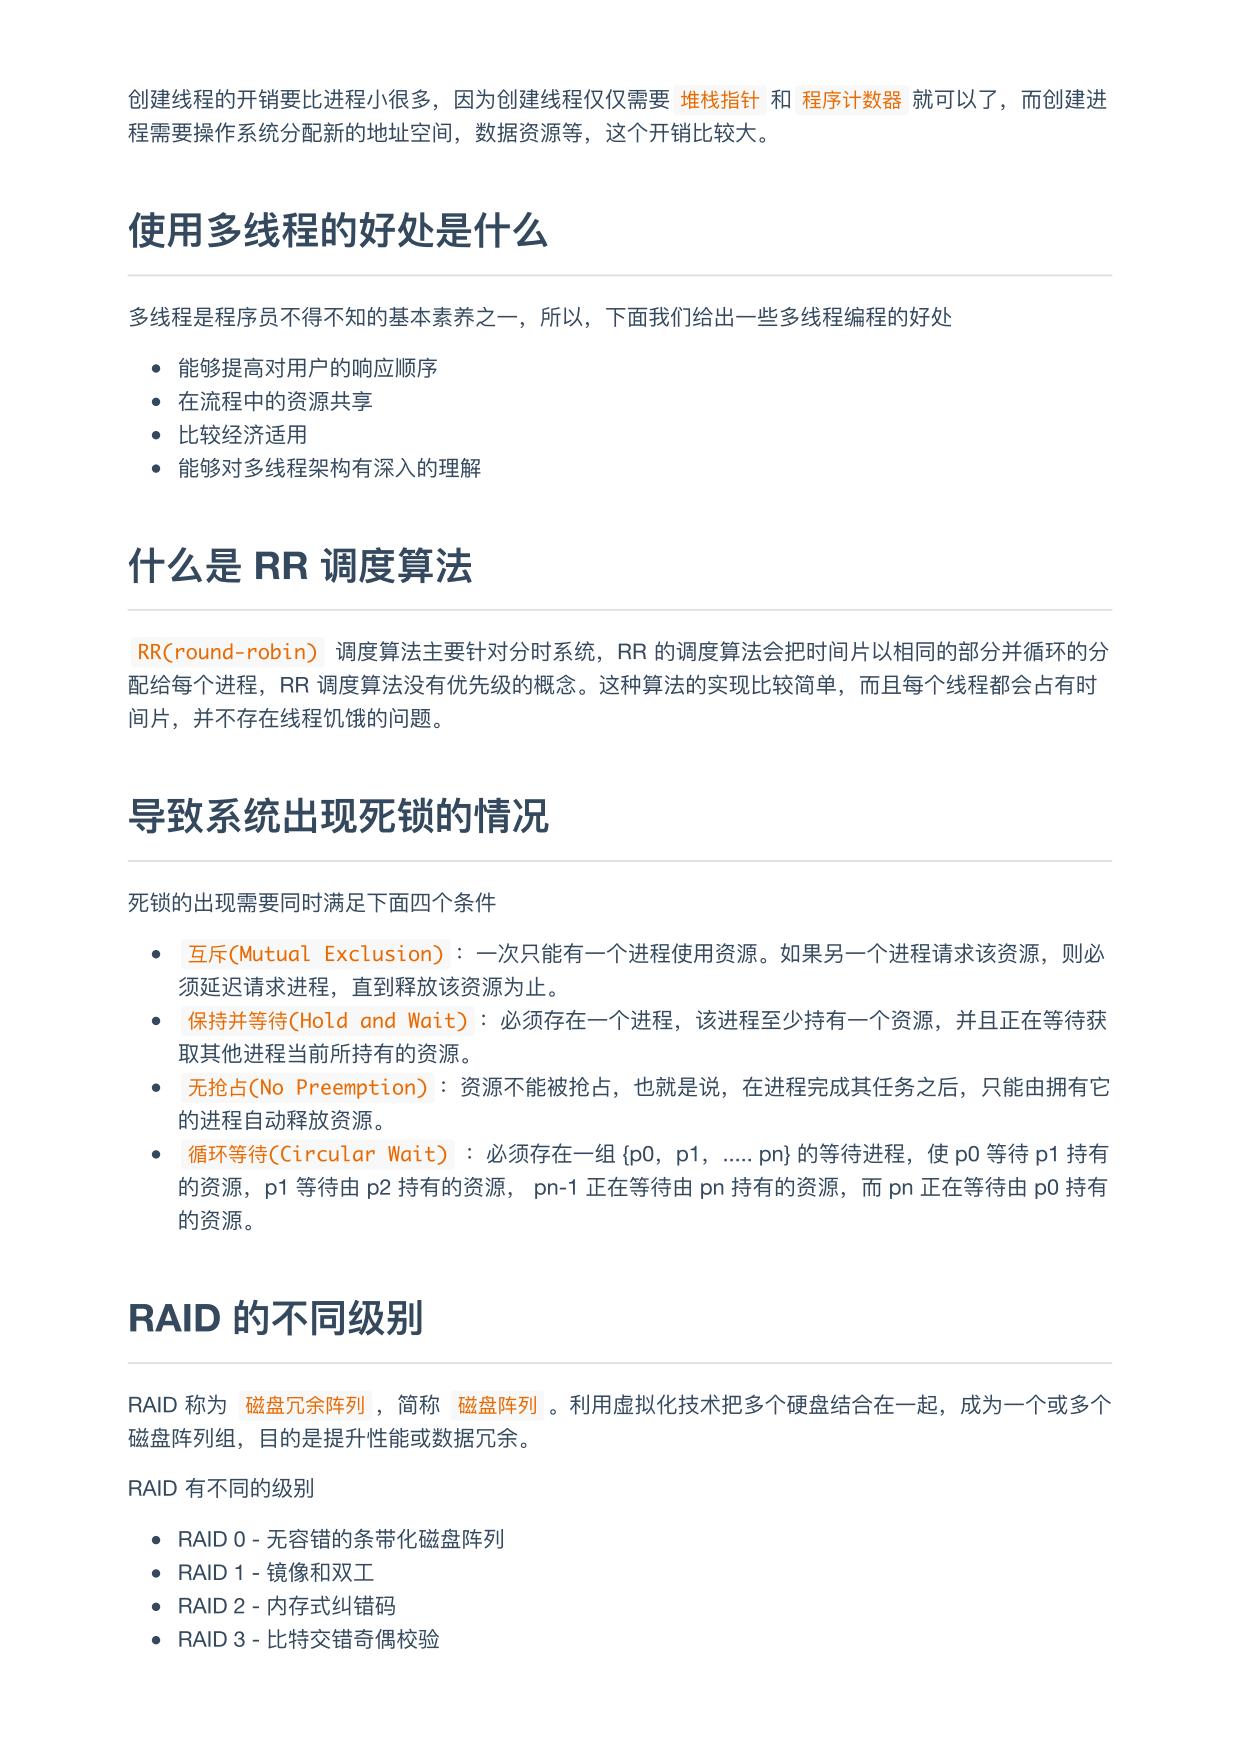 创建线程的开销要比进程小很多，因为创建线程仅仅需要 堆栈指针 和 程序计数器 就可以了，而创建进
程需要操作系统分配新的地址空间，数据资源等，这个开销比较大。
使用多线程的好处是什么
多线程是程序员不得不知的基本素养之一，所以，下面我们给出一些多线程编程的好处
• 能够提高对用户的响应顺序
• 在流程中的资源共享
• 比较经济适用
• 能够对多线程架构有深入的理解
什么是 RR 调度算法
RR(round-robin) 调度算法主要针对分时系统，RR 的调度算法会把时间片以相同的部分并循环的分
配给每个进程，RR 调度算法没有优先级的概念。这种算法的实现比较简单，而且每个线程都会占有时
间片，并不存在线程饥饿的问题。
导致系统出现死锁的情况
死锁的出现需要同时满足下面四个条件
• 互斥(Mutual Exclusion)：一次只能有一个进程使用资源。如果另一个进程请求该资源，则必
须延迟请求进程，直到释放该资源为止。
• 保持并等待(Hold and Wait)：必须存在一个进程，该进程至少持有一个资源，并且正在等待获
取其他进程当前所持有的资源。
• 无抢占(No Preemption)：资源不能被抢占，也就是说，在进程完成其任务之后，只能由拥有它
的进程自动释放资源。
• 循环等待(Circular Wait) ：必须存在一组 {p0，p1，..... pn} 的等待进程，使 p0 等待 p1 持有
的资源，p1 等待由 p2 持有的资源， pn-1 正在等待由 pn 持有的资源，而 pn 正在等待由 p0 持有
的资源。
RAID 的不同级别
RAID 称为 磁盘冗余阵列，简称 磁盘阵列 。利用虚拟化技术把多个硬盘结合在一起，成为一个或多个
磁盘阵列组，目的是提升性能或数据冗余。
RAID 有不同的级别
• RAID 0 - 无容错的条带化磁盘阵列
• RAID 1 - 镜像和双工
• RAID 2 - 内存式纠错码
• RAID 3 - 比特交错奇偶校验